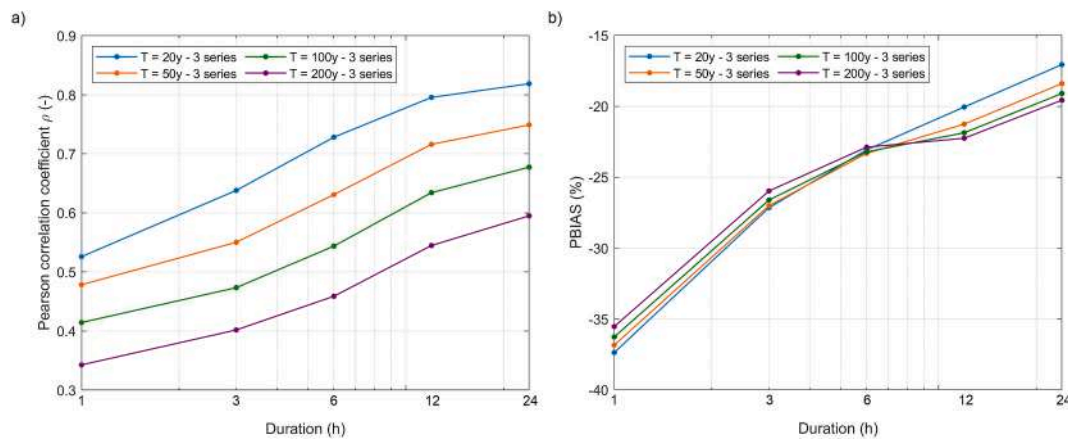 a)
T = 20y - 3 series
T = 100y - 3 series
T = 50y - 3 series
T = 200y - 3 series
Pearson correlation coefficient ρ (-)
0.9
0.8
0.7
0.6
0.5
0.4
0.3
1
3
6
12
24
Duration (h)
b)
T = 20y - 3 series
T = 100y - 3 series
T = 50y - 3 series
T = 200y - 3 series
PBIAS (%)
-15
-20
-25
-30
-35
-40
1
3
6
12
24
Duration (h)